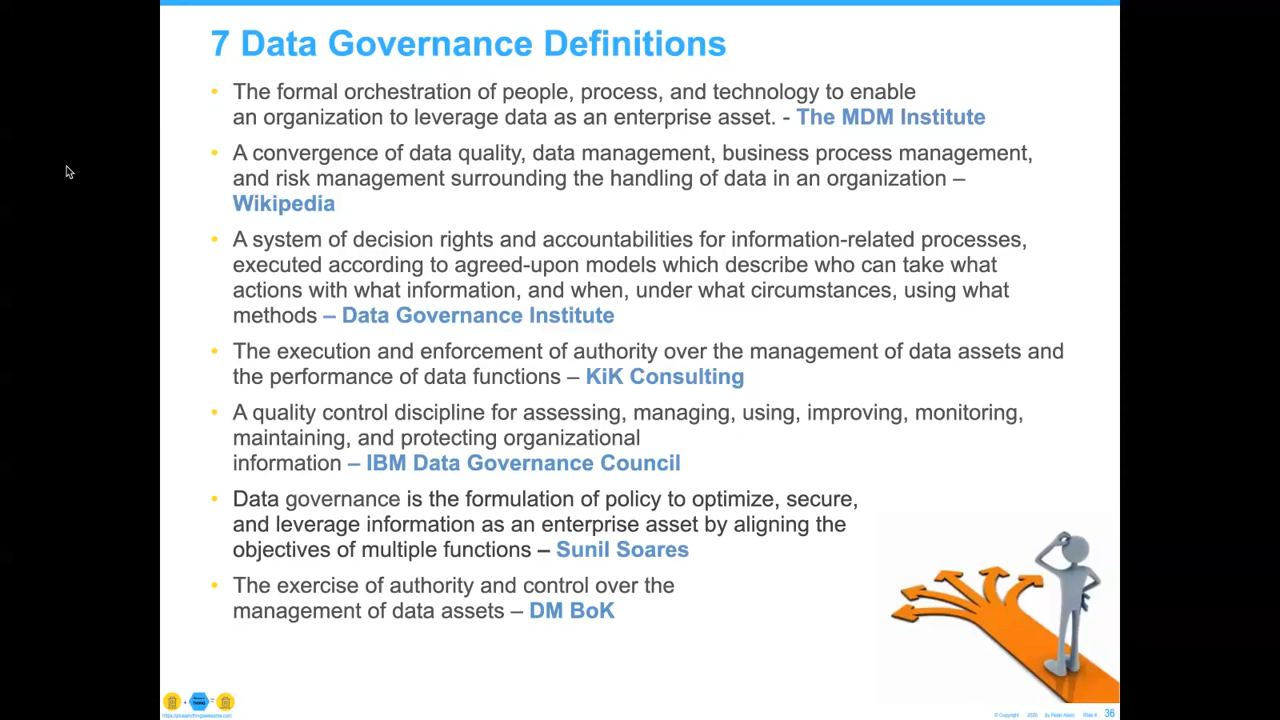 7 Data Governance Definitions
• The formal orchestration of people, process, and technology to enable
an organization to leverage data as an enterprise asset. - The MDM Institute
• A convergence of data quality, data management, business process management,
and risk management surrounding the handling of data in an organization –
Wikipedia
• A system of decision rights and accountabilities for information-related processes,
executed according to agreed-upon models which describe who can take what
actions with what information, and when, under what circumstances, using what
methods – Data Governance Institute
• The execution and enforcement of authority over the management of data assets and
the performance of data functions – KiK Consulting
• A quality control discipline for assessing, managing, using, improving, monitoring,
maintaining, and protecting organizational
information – IBM Data Governance Council
• Data governance is the formulation of policy to optimize, secure,
and leverage information as an enterprise asset by aligning the
objectives of multiple functions – Sunil Soares
• The exercise of authority and control over the
management of data assets – DM BoK
© Copyright 2020 by Peter Aiken Slide # 36